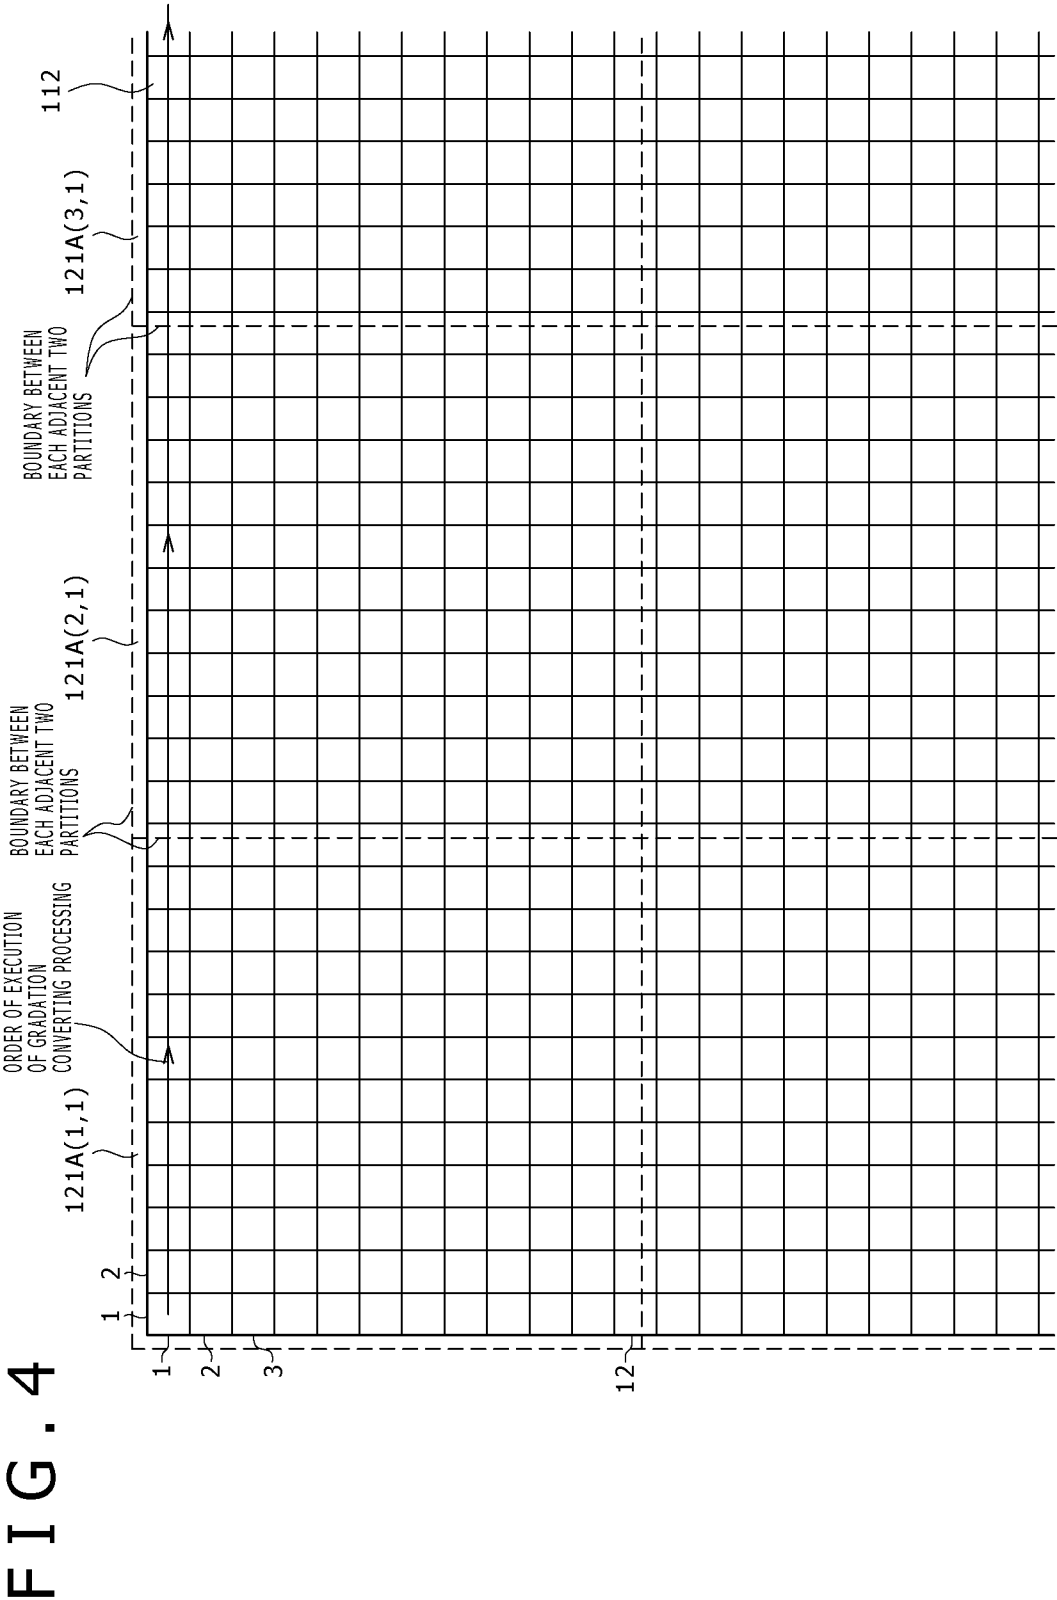 FIG.4
ORDER OF EXECUTION
OF GRADATION
CONVERTING PROCESSING
BOUNDARY BETWEEN
EACH ADJACENT TWO
PARTITIONS
BOUNDARY BETWEEN
EACH ADJACENT TWO
PARTITIONS
121A(1,1)
121A(2,1)
121A(3,1)
112
1
2
1
2
3
12